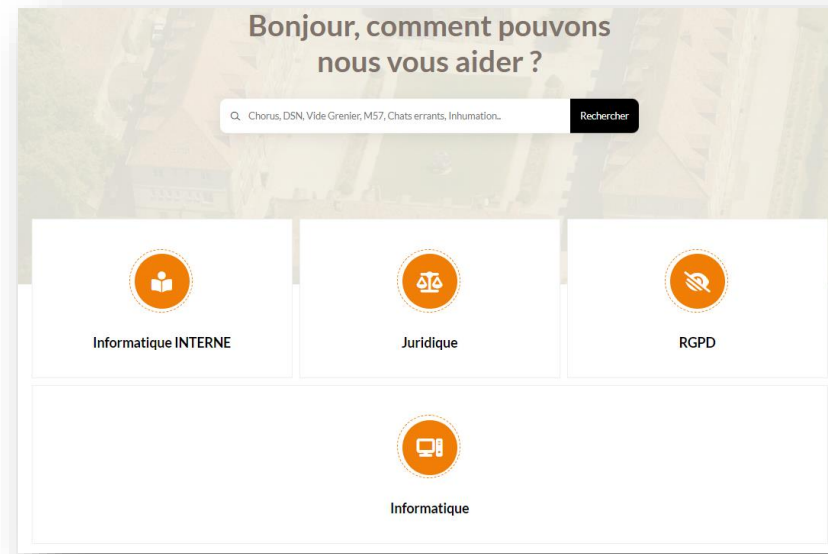 Bonjour, comment pouvons
nous vous aider ?
Chorus, DSN, Vide Grenier, M57, Chats errants, Inhumation..
Rechercher
Informatique INTERNE
Juridique
RGPD
Informatique